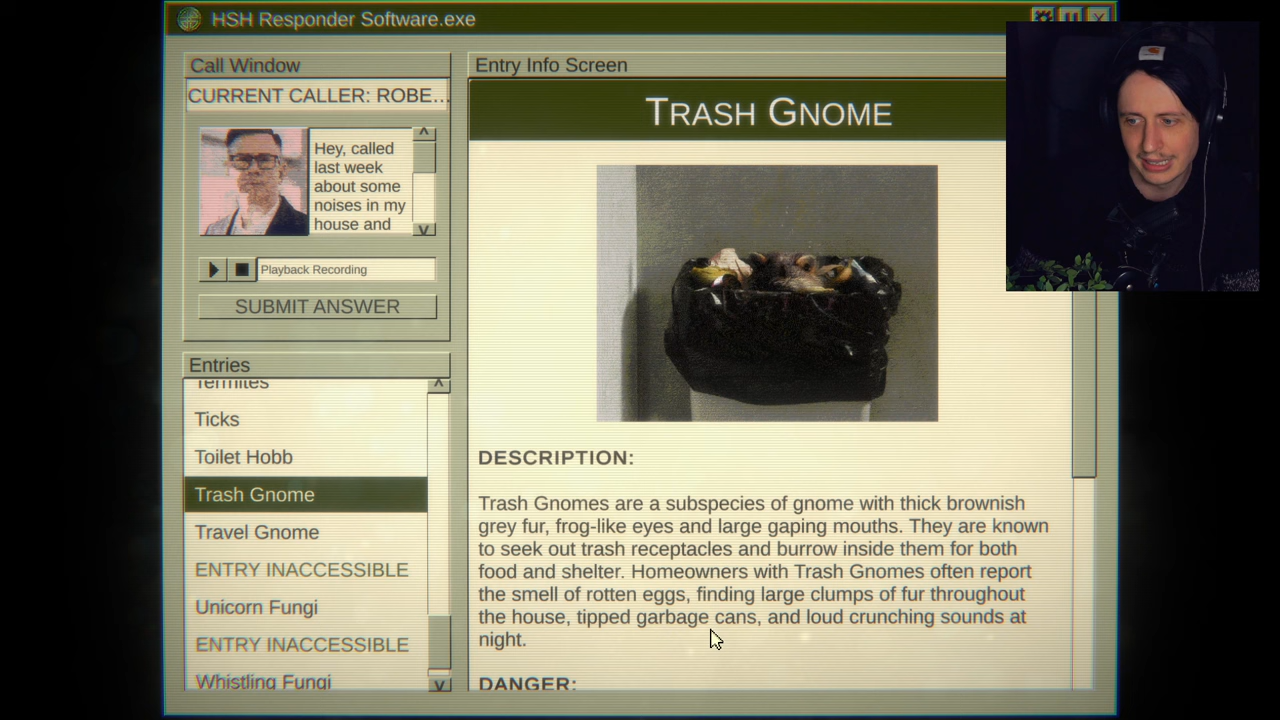 HSH Responder Software.exe
Call Window
CURRENT CALLER: ROBE...
Hey, called
last week
about some
noises in my
house and
Playback Recording
SUBMIT ANSWER
Entries
Termites
Ticks
Toilet Hobb
Trash Gnome
Travel Gnome
ENTRY INACCESSIBLE
Unicorn Fungi
ENTRY INACCESSIBLE
Whistling Fungi
Entry Info Screen
TRASH GNOME
DESCRIPTION:
Trash Gnomes are a subspecies of gnome with thick brownish
grey fur, frog-like eyes and large gaping mouths. They are known
to seek out trash receptacles and burrow inside them for both
food and shelter. Homeowners with Trash Gnomes often report
the smell of rotten eggs, finding large clumps of fur throughout
the house, tipped garbage cans, and loud crunching sounds at
night.
DANGER: